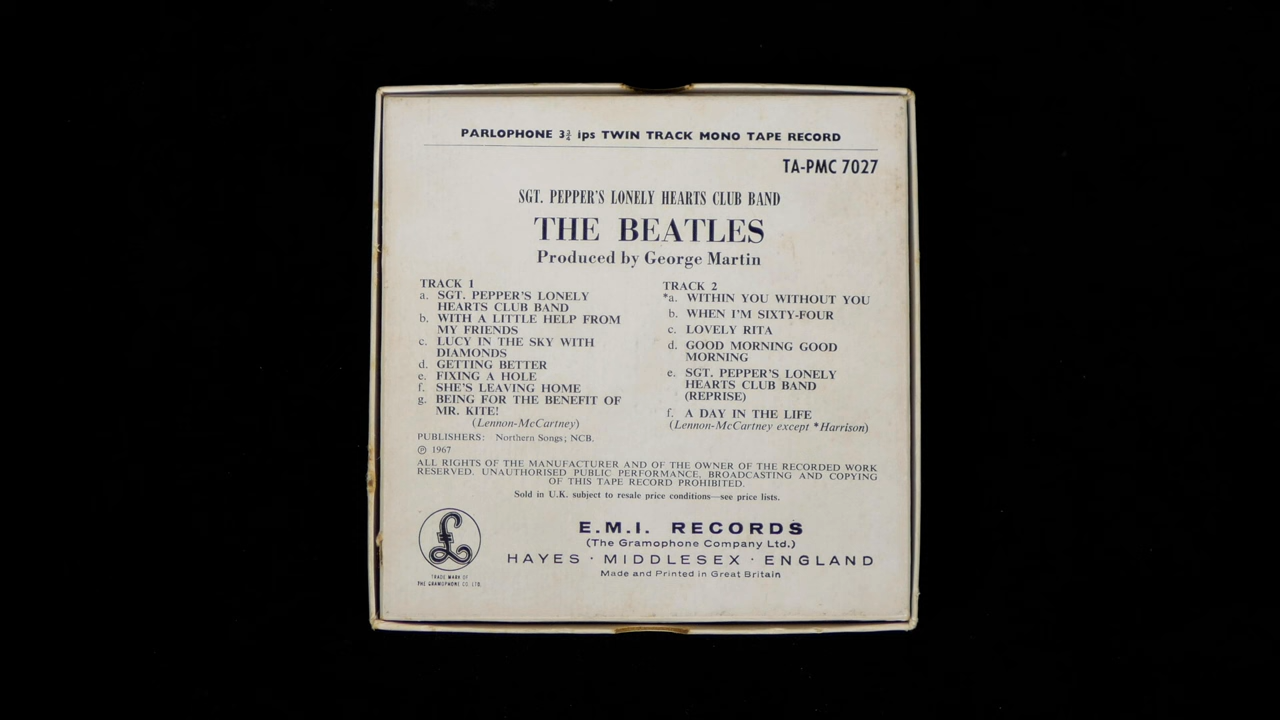 PARLOPHONE 3¾ ips TWIN TRACK MONO TAPE RECORD
TA-PMC 7027
SGT. PEPPER'S LONELY HEARTS CLUB BAND
THE BEATLES
Produced by George Martin
TRACK 1
a. SGT. PEPPER'S LONELY
HEARTS CLUB BAND
b. WITH A LITTLE HELP FROM
MY FRIENDS
c. LUCY IN THE SKY WITH
DIAMONDS
d. GETTING BETTER
e. FIXING A HOLE
f. SHE'S LEAVING HOME
g. BEING FOR THE BENEFIT OF
MR. KITE!
(Lennon-McCartney)
TRACK 2
*a. WITHIN YOU WITHOUT YOU
b. WHEN I'M SIXTY-FOUR
c. LOVELY RITA
d. GOOD MORNING GOOD
MORNING
e. SGT. PEPPER'S LONELY
HEARTS CLUB BAND
(REPRISE)
f. A DAY IN THE LIFE
(Lennon-McCartney except *Harrison)
PUBLISHERS: Northern Songs; NCB.
℗ 1967
ALL RIGHTS OF THE MANUFACTURER AND OF THE OWNER OF THE RECORDED WORK
RESERVED. UNAUTHORISED PUBLIC PERFORMANCE, BROADCASTING AND COPYING
OF THIS TAPE RECORD PROHIBITED.
Sold in U.K. subject to resale price conditions—see price lists.
£
TRADE MARK OF
THE GRAMOPHONE CO. LTD.
E.M.I. RECORDS
(The Gramophone Company Ltd.)
HAYES · MIDDLESEX · ENGLAND
Made and Printed in Great Britain